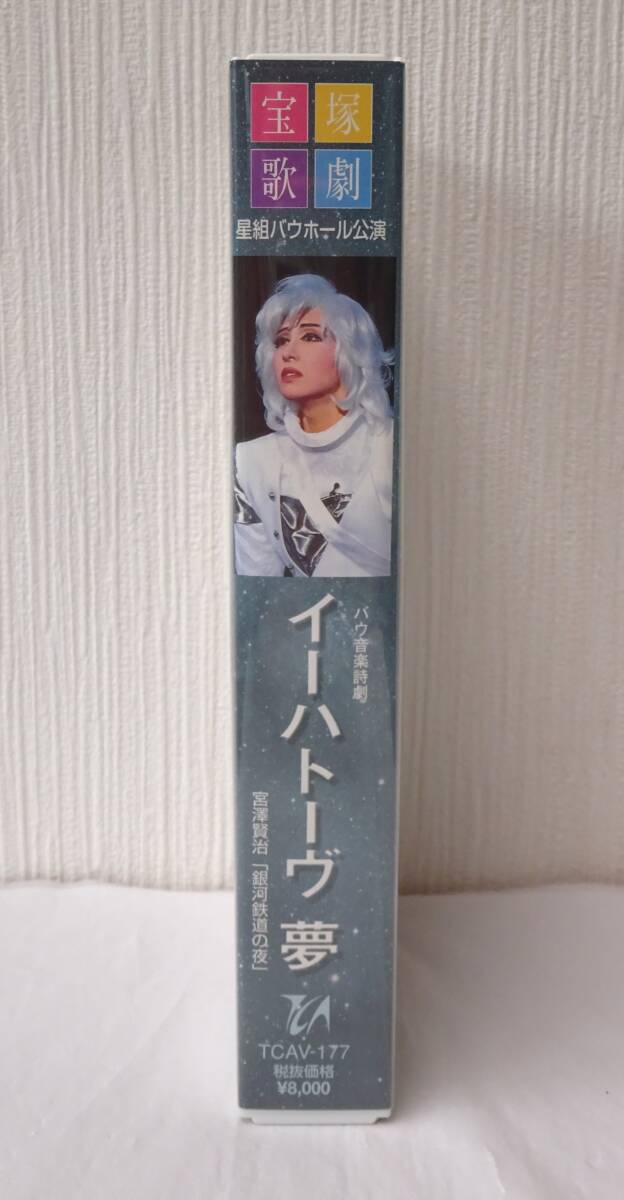 宝塚
歌劇
星組バウホール公演
バウ音楽詩劇
イーハトーヴ 夢
宮澤賢治「銀河鉄道の夜」
TCAV-177
税抜価格
¥8,000